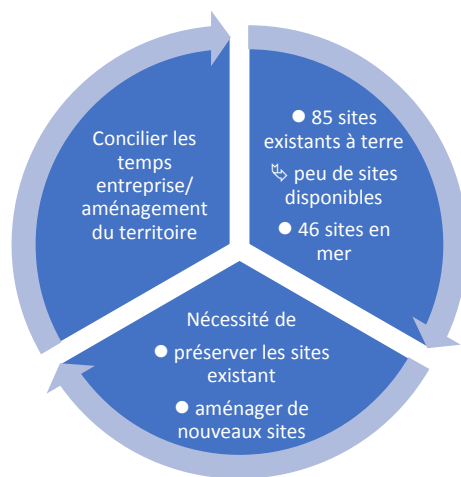 Concilier les
temps
entreprise/
aménagement
du territoire
● 85 sites
existants à terre
↳ peu de sites
disponibles
● 46 sites en
mer
Nécessité de
● préserver les sites
existant
● aménager de
nouveaux sites